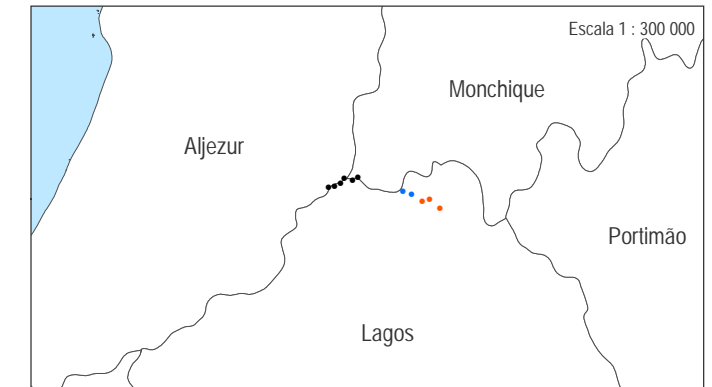 Escala 1 : 300 000
Monchique
Aljezur
Portimão
Lagos